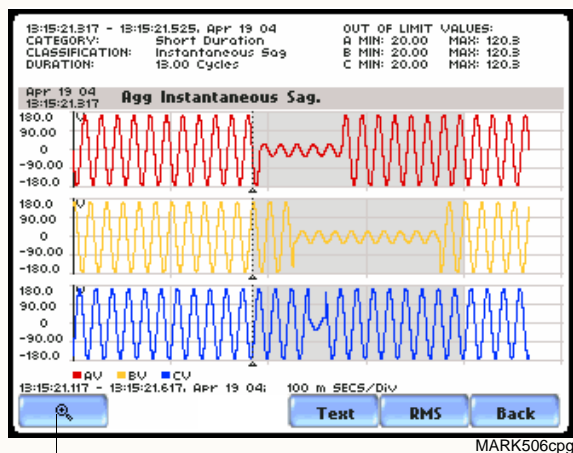 13:15:21.317 - 13:15:21.525, Apr 19 04
CATEGORY: Short Duration
CLASSIFICATION: Instantaneous Sag
DURATION: 13.00 Cycles
OUT OF LIMIT VALUES:
A MIN: 20.00 MAX: 120.3
B MIN: 20.00 MAX: 120.3
C MIN: 20.00 MAX: 120.3
Apr 19 04
13:15:21.317
Agg Instantaneous Sag.
180.0 V
90.00
0
-90.00
-180.0
180.0 V
90.00
0
-90.00
-180.0
180.0 V
90.00
0
-90.00
-180.0
AV BV CV
13:15:21.117 - 13:15:21.617, Apr 19 04; 100 m SECS/Div
Text RMS Back
MARK506cpg